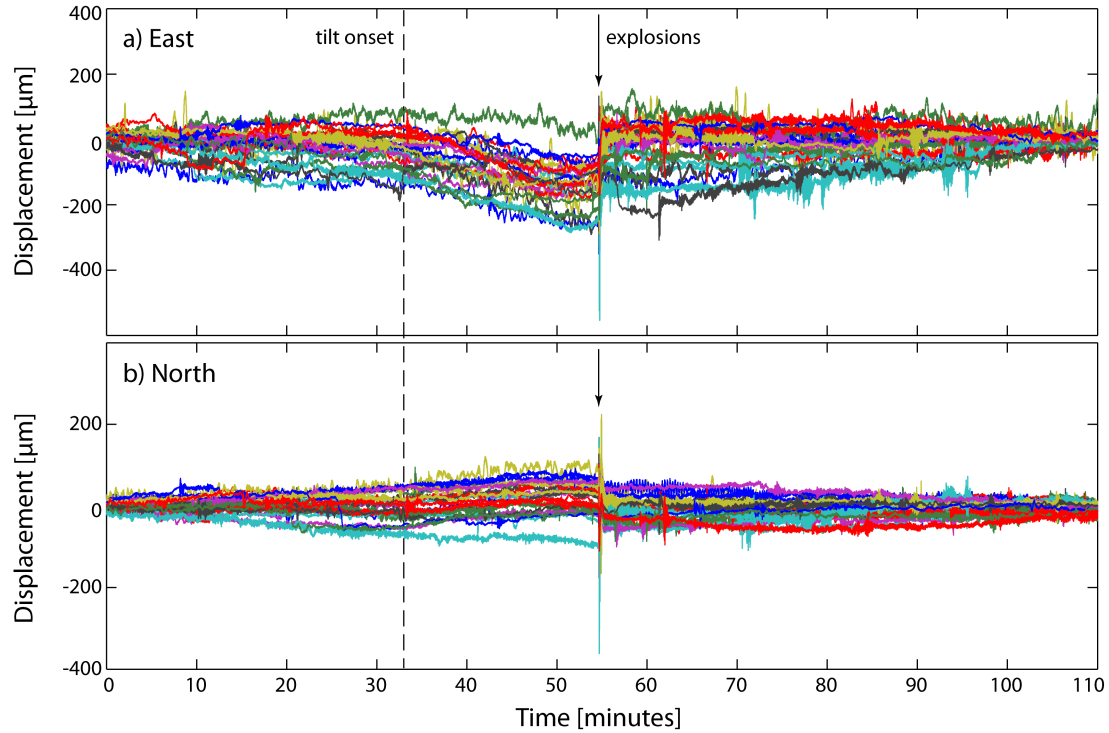 400
200
0
-200
-400
Displacement [µm]
a) East
tilt onset
explosions
b) North
200
0
-200
-400
Displacement [µm]
0 10 20 30 40 50 60 70 80 90 100 110
Time [minutes]